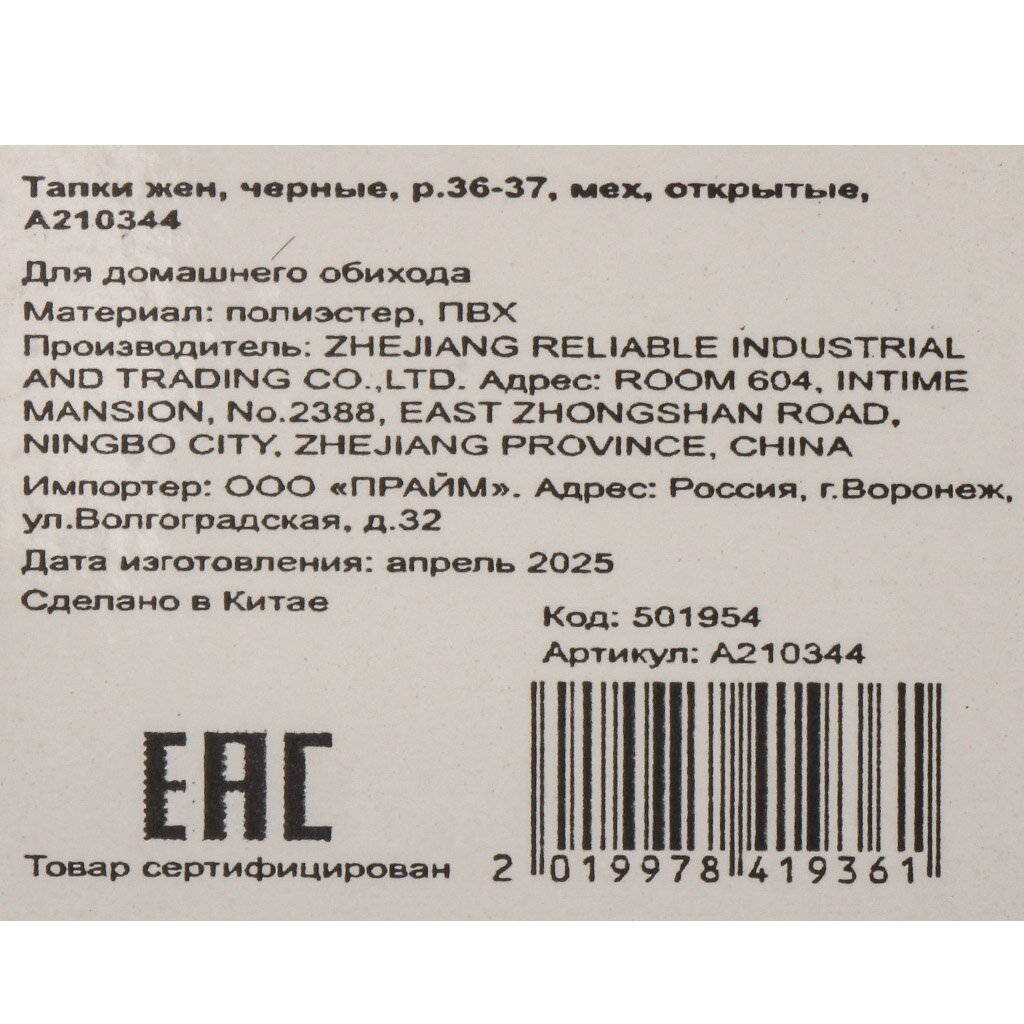 Тапки жен, черные, р.36-37, мех, открытые,
А210344
Для домашнего обихода
Материал: полиэстер, ПВХ
Производитель: ZHEJIANG RELIABLE INDUSTRIAL
AND TRADING CO.,LTD. Адрес: ROOM 604, INTIME
MANSION, No.2388, EAST ZHONGSHAN ROAD,
NINGBO CITY, ZHEJIANG PROVINCE, CHINA
Импортер: ООО «ПРАЙМ». Адрес: Россия, г.Воронеж,
ул.Волгоградская, д.32
Дата изготовления: апрель 2025
Сделано в Китае
Код: 501954
Артикул: А210344
ЕАС
Товар сертифицирован
2 019978 419361